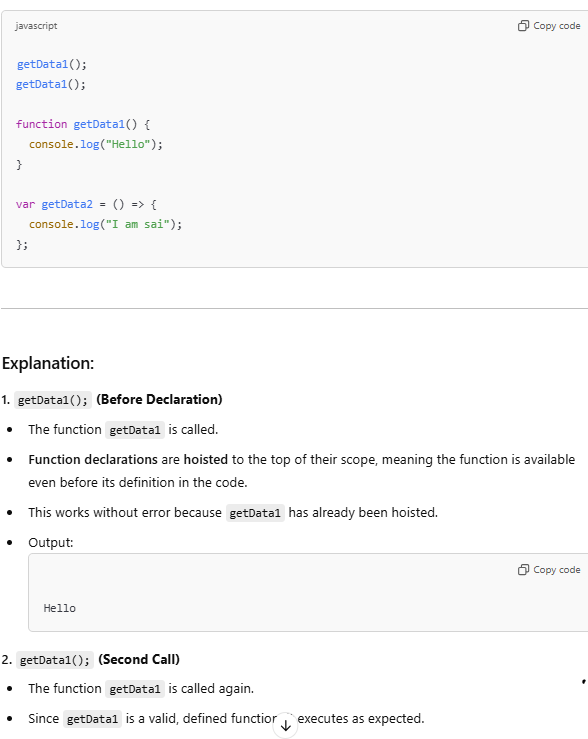 javascript
Copy code
getData1();
getData1();
function getData1() {
console.log("Hello");
}
var getData2 = () => {
console.log("I am sai");
};
Explanation:
1. getData1(); (Before Declaration)
• The function getData1 is called.
• Function declarations are hoisted to the top of their scope, meaning the function is available
even before its definition in the code.
• This works without error because getData1 has already been hoisted.
• Output:
Copy code
Hello
2. getData1(); (Second Call)
• The function getData1 is called again.
• Since getData1 is a valid, defined function executes as expected.